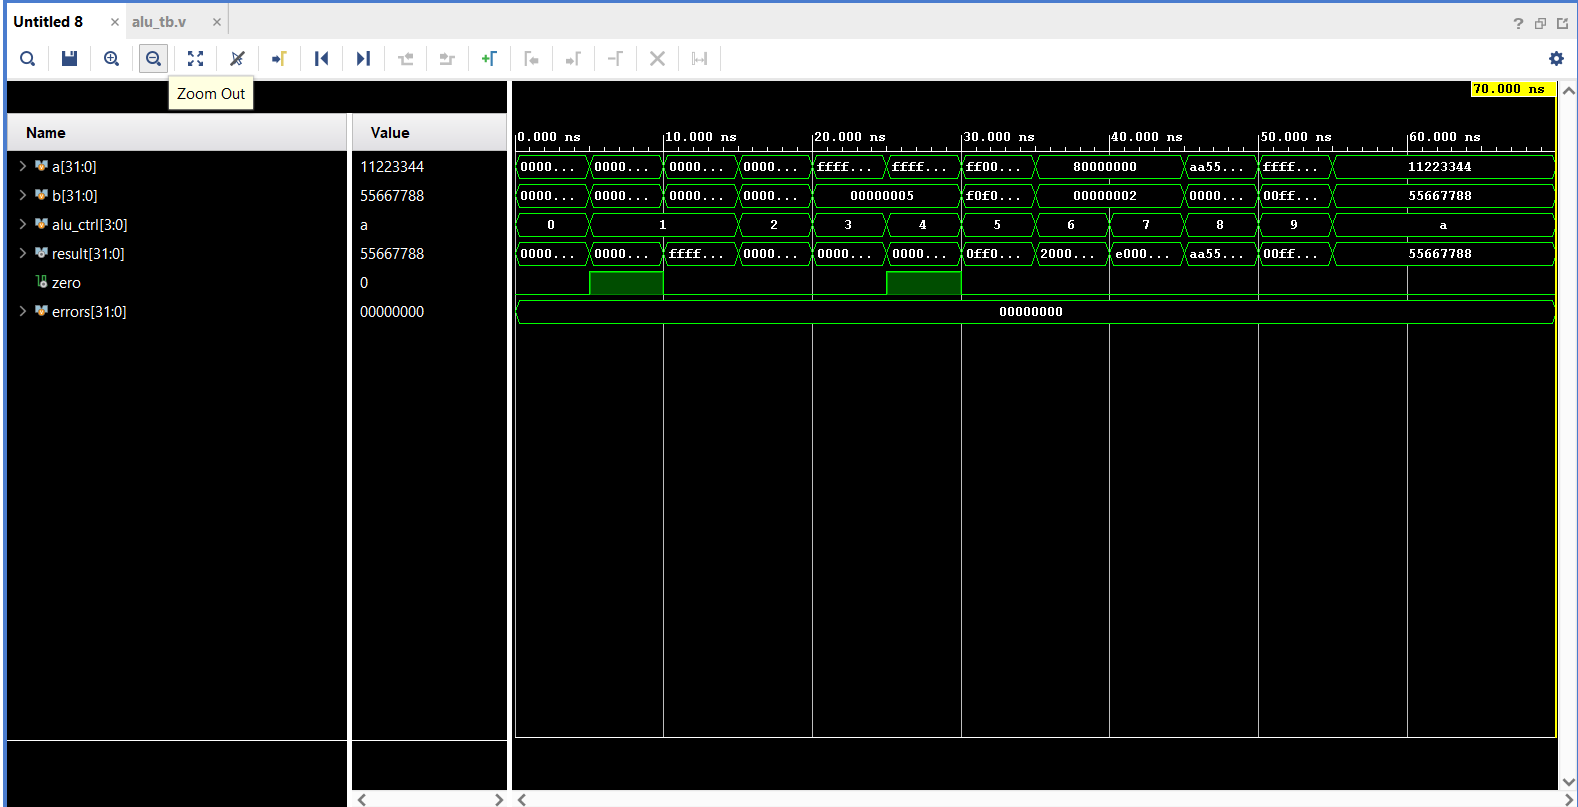 Untitled 8 × alu_tb.v ×
Zoom Out
70.000 ns
Name Value
0.000 ns 10.000 ns 20.000 ns 30.000 ns 40.000 ns 50.000 ns 60.000 ns
a[31:0] 11223344 0000... 0000... 0000... 0000... ffff... ffff... ff00... 80000000 aa55... ffff... 11223344
b[31:0] 55667788 0000... 0000... 0000... 0000... 00000005 f0f0... 00000002 0000... 00ff... 55667788
alu_ctrl[3:0] a 0 1 2 3 4 5 6 7 8 9 a
result[31:0] 55667788 0000... 0000... ffff... 0000... 0000... 0000... 0ff0... 2000... e000... aa55... 00ff... 55667788
zero 0
errors[31:0] 00000000 00000000